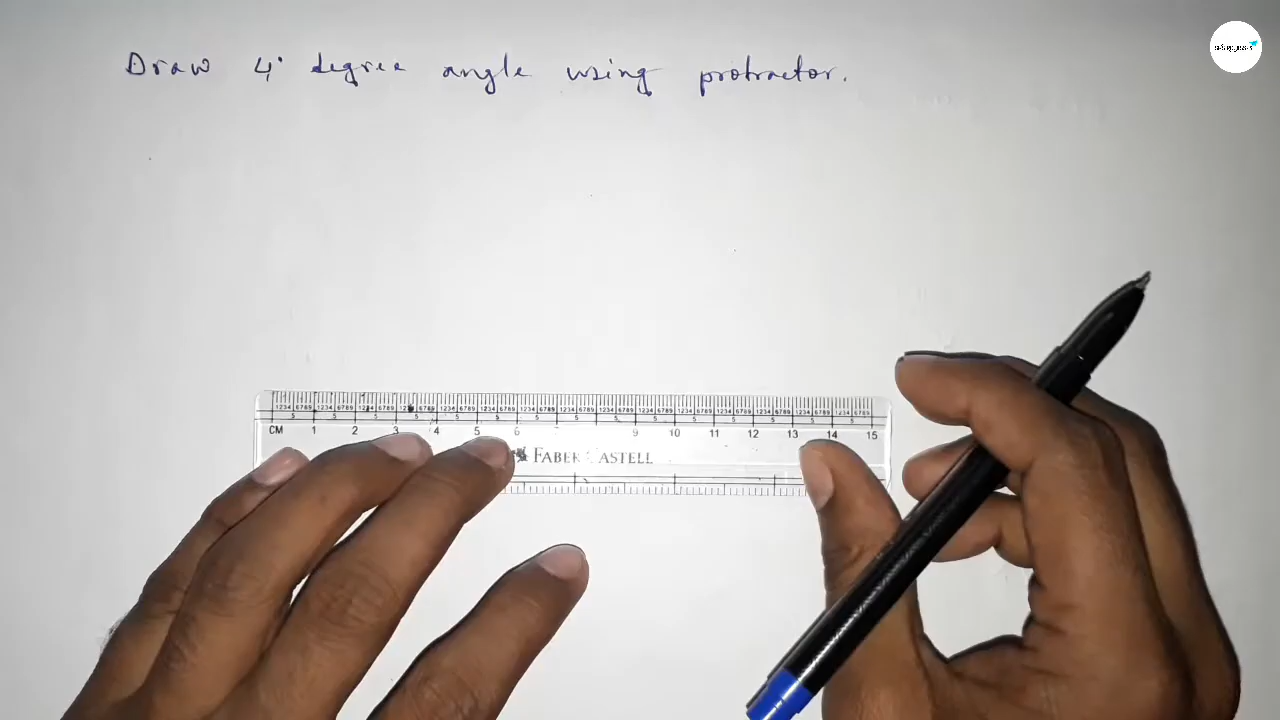 Draw 4° degree angle using protractor.
CM 1 2 3 4 5 6 9 10 11 12 13 14 15
FABER CASTELL